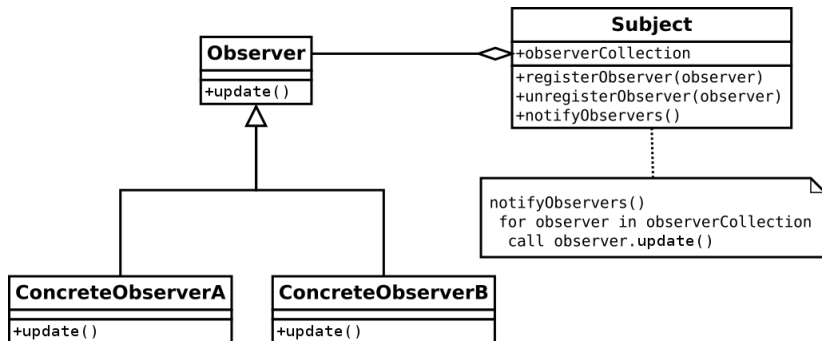 Observer
+update()
Subject
+observerCollection
+registerObserver(observer)
+unregisterObserver(observer)
+notifyObservers()
notifyObservers()
for observer in observerCollection
call observer.update()
ConcreteObserverA
+update()
ConcreteObserverB
+update()